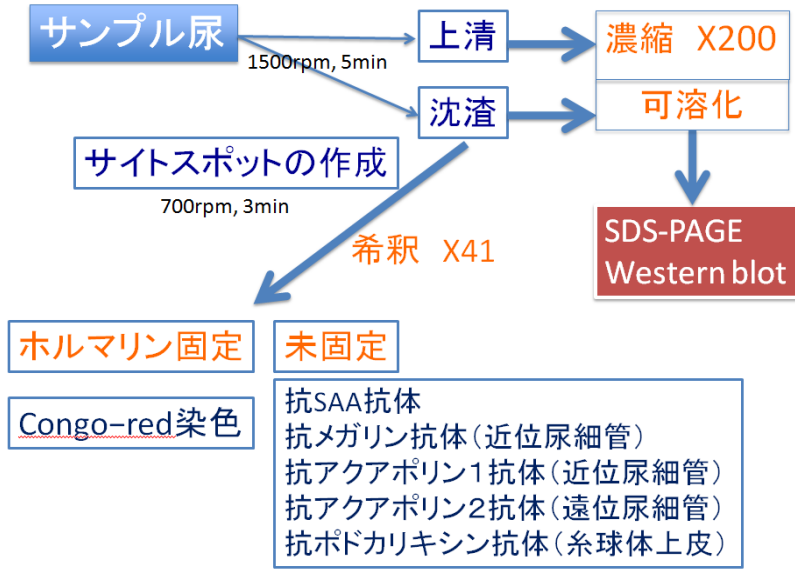 サンプル尿
1500rpm, 5min
上清
濃縮 X200
沈渣
可溶化
サイトスポットの作成
700rpm, 3min
希釈 X41
SDS-PAGE
Western blot
ホルマリン固定
未固定
Congo-red染色
抗SAA抗体
抗メガリン抗体(近位尿細管)
抗アクアポリン1抗体(近位尿細管)
抗アクアポリン2抗体(遠位尿細管)
抗ポドカリキシン抗体(糸球体上皮)